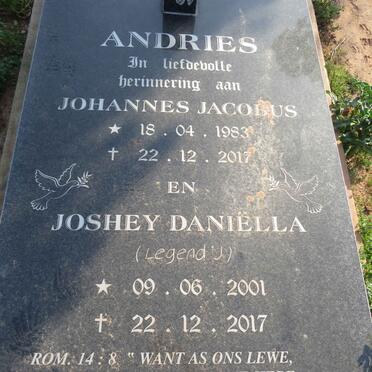 ANDRIES
In liefdevolle
herinnering aan
JOHANNES JACOBUS
★ 18 . 04 . 1983
✝ 22 . 12 . 2017
EN
JOSHEY DANIËLLA
(Legend J)
★ 09 . 06 . 2001
✝ 22 . 12 . 2017
ROM. 14 : 8 " WANT AS ONS LEWE,